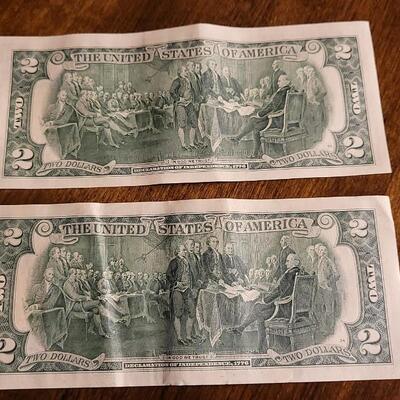 2 THE UNITED STATES OF AMERICA 2
TWO TWO
2 2
IN GOD WE TRUST
TWO DOLLARS TWO DOLLARS
DECLARATION OF INDEPENDENCE, 1776
2 THE UNITED STATES OF AMERICA 2
TWO TWO
2 2
IN GOD WE TRUST
TWO DOLLARS TWO DOLLARS
DECLARATION OF INDEPENDENCE, 1776